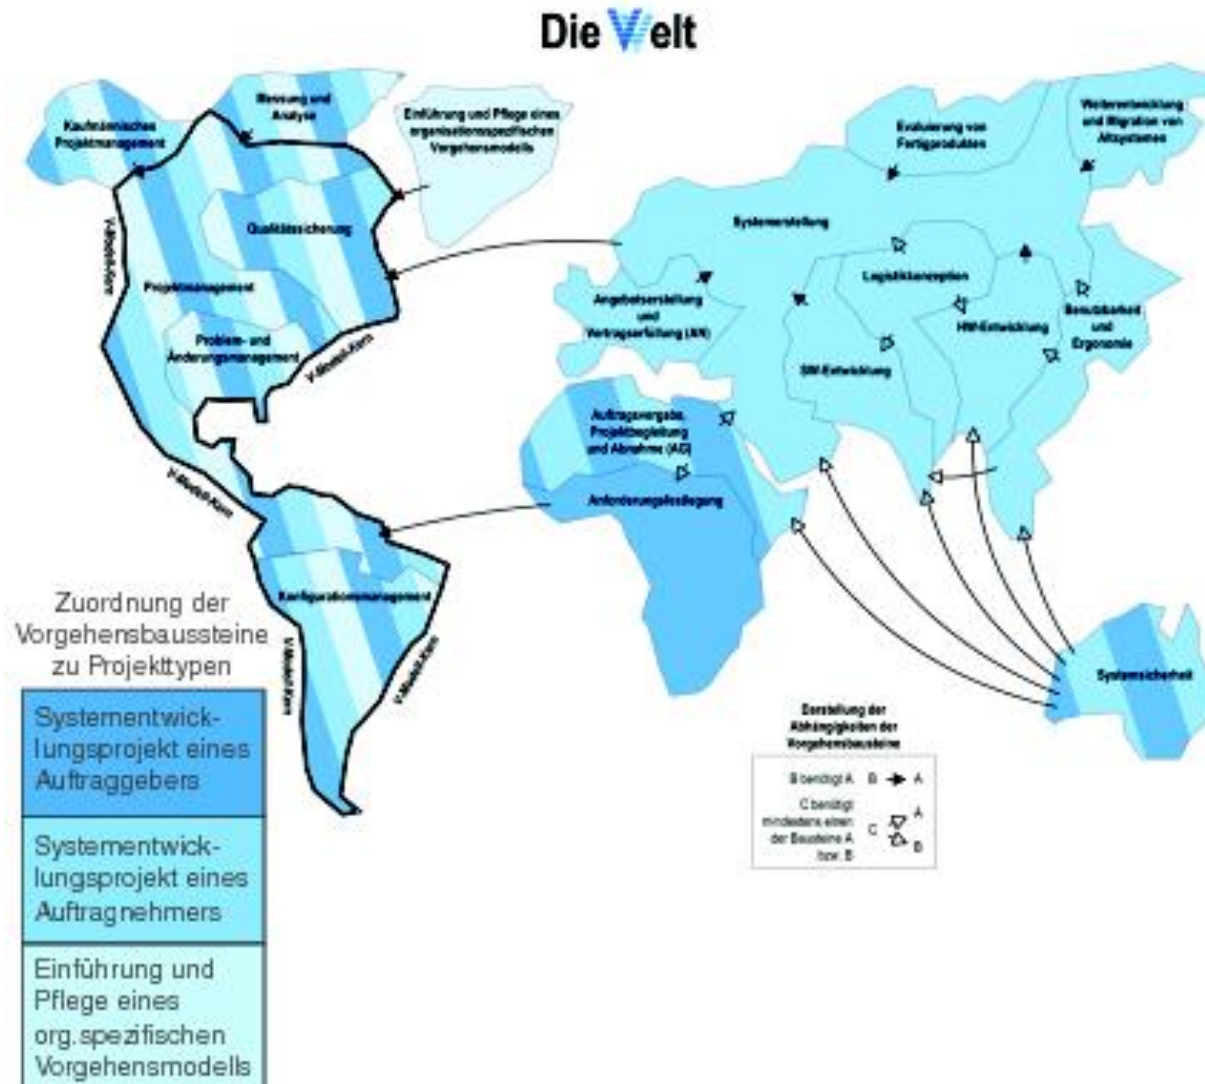 Die Welt
Kaufmännisches
Projektmanagement
Messung und
Analyse
Einführung und Pflege eines
organisationsspezifischen
Vorgehensmodells
Evaluierung von
Fertigprodukten
Weiterentwicklung
und Migration von
Altsystemen
V-Modell-Kern
Qualitätssicherung
Projektmanagement
Problem- und
Änderungsmanagement
V-Modell-Kern
V-Modell-Kern
Systemerstellung
Logistikkonzeption
Angebotserstellung
und
Vertragserfüllung (AN)
SW-Entwicklung
HW-Entwicklung
Benutzbarkeit
und
Ergonomie
Auftragsvergabe,
Projektbegleitung
und Abnahme (AG)
Anforderungsfestlegung
Konfigurationsmanagement
V-Modell-Kern
V-Modell-Kern
Systemsicherheit
Zuordnung der
Vorgehensbaussteine
zu Projekttypen
Systementwick-
lungsprojekt eines
Auftraggebers
Systementwick-
lungsprojekt eines
Auftragnehmers
Einführung und
Pflege eines
org.spezifischen
Vorgehensmodells
Darstellung der
Abhängigkeiten der
Vorgehensbausteine
B benötigt A B A
C benötigt
mindestens einen
der Bausteine A
bzw. B
C A
B